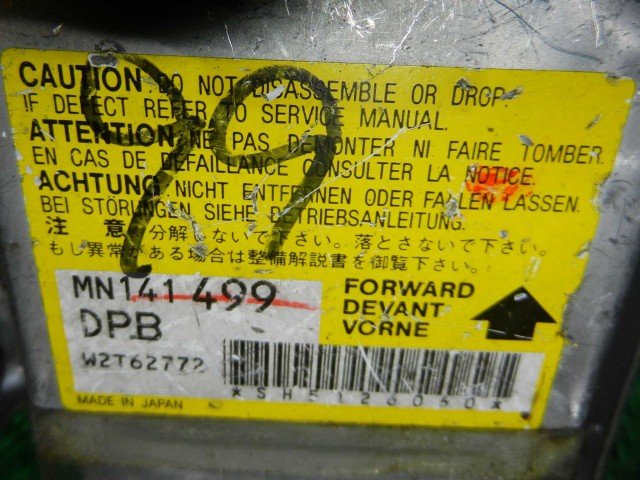 CAUTION DO NOT DISASSEMBLE OR DROP
IF DEFECT REFER TO SERVICE MANUAL.
ATTENTION NE PAS DEMONTER NI FAIRE TOMBER
EN CAS DE DEFAILLANCE CONSULTER LA NOTICE.
ACHTUNG NICHT ENTFERNEN ODER FALLEN LASSEN.
BEI STÖRUNGEN SIEHE BETRIEBSANLEITUNG.
注 意 分解しないで下さい。落とさないで下さい。
もし異常がある場合は整備解説書を御覧下さい。
MN141499
DPB
W2T62772
FORWARD
DEVANT
VORNE
*SH5126060*
MADE IN JAPAN